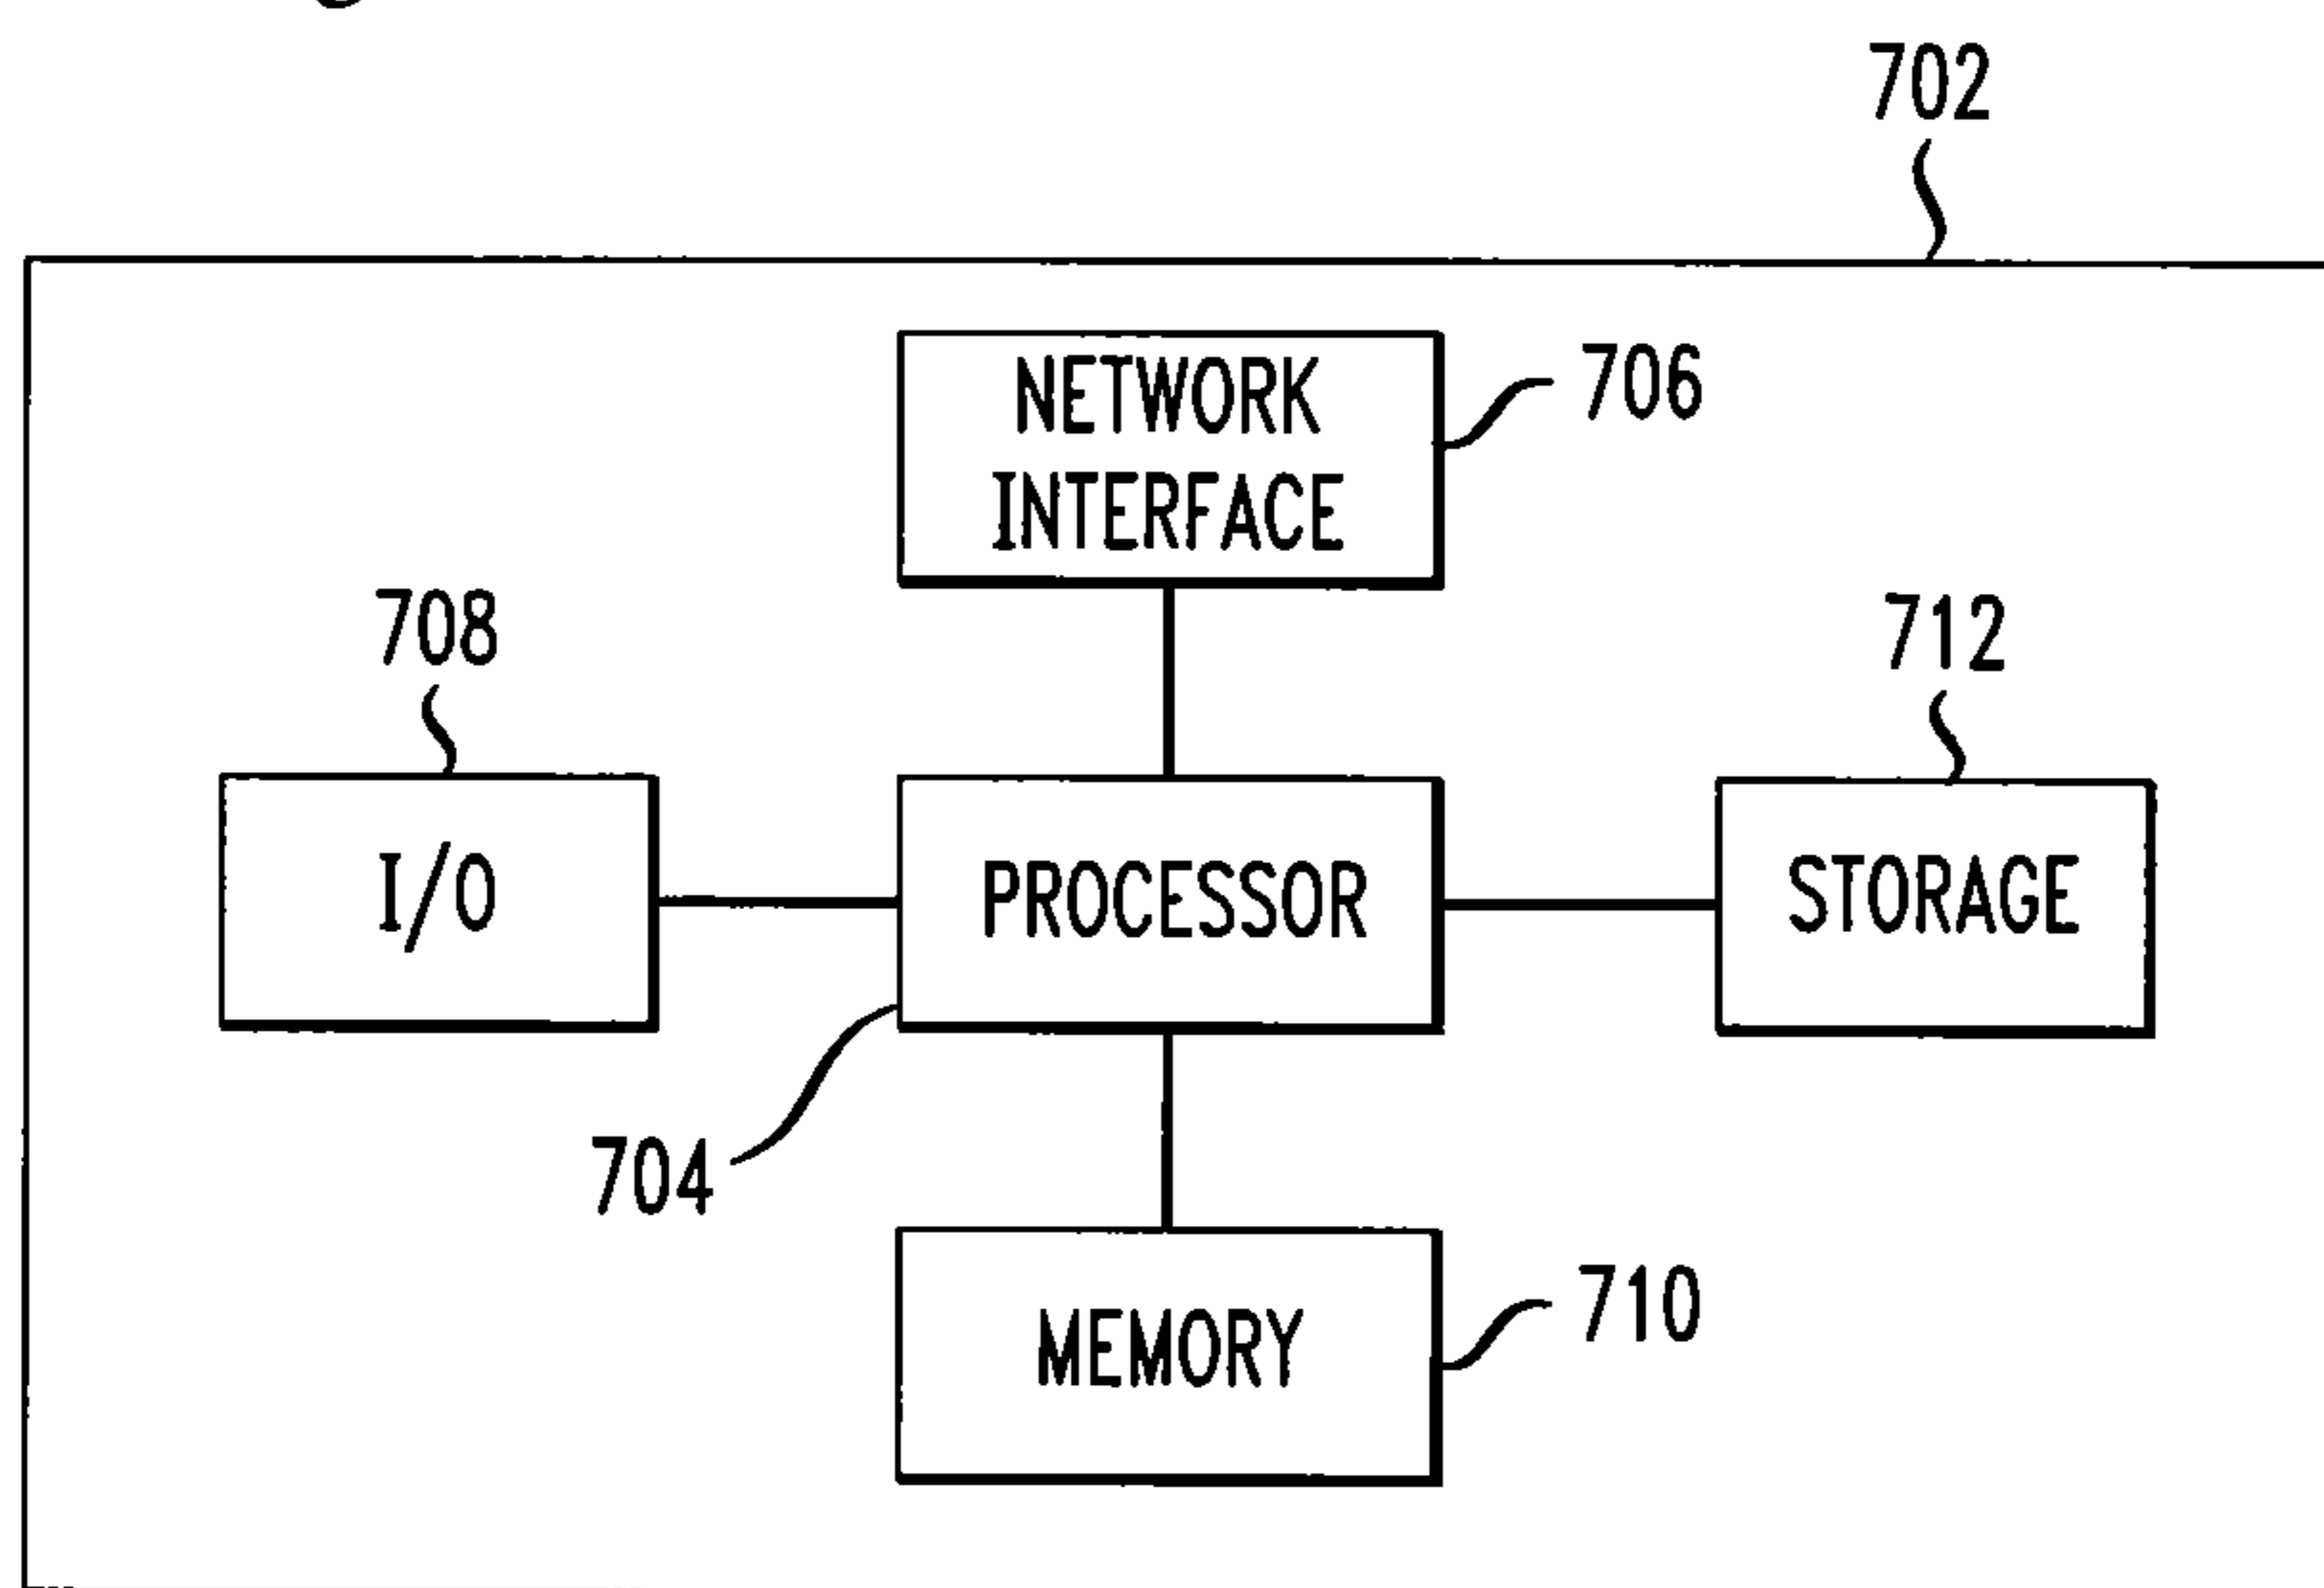 702
NETWORK
INTERFACE
706
708
712
I/O
PROCESSOR
STORAGE
704
MEMORY
710